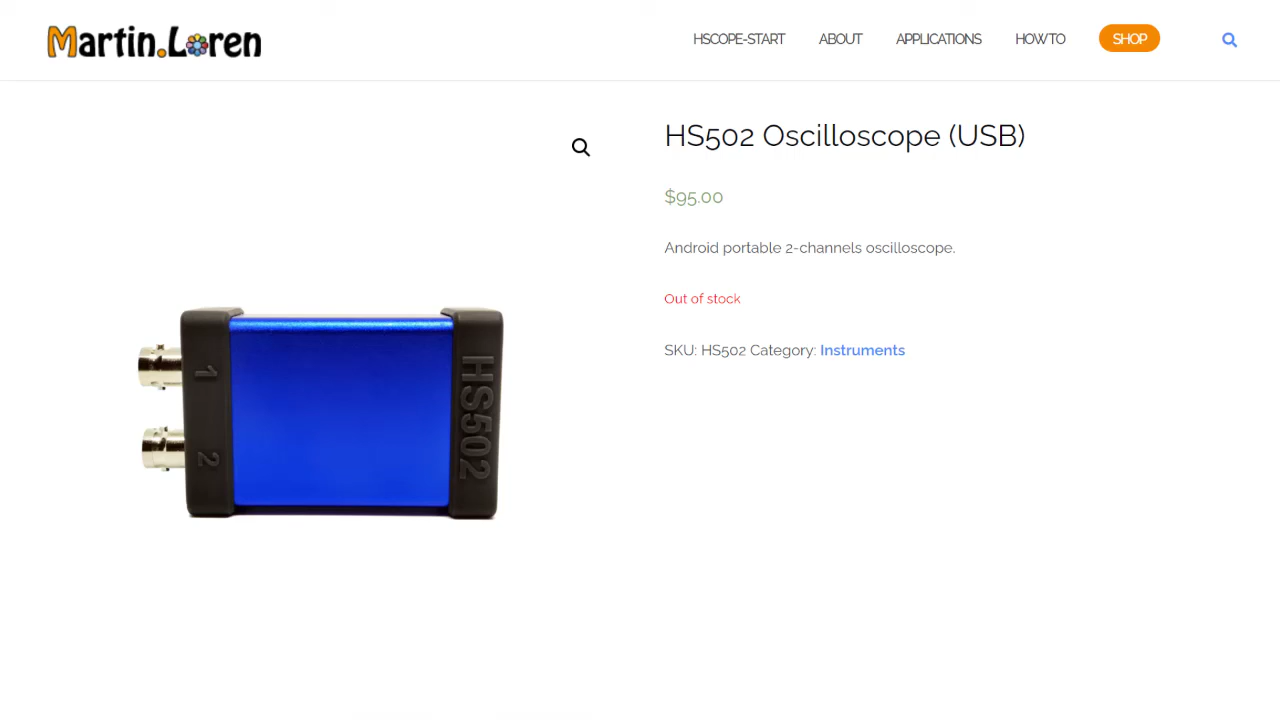 Martin.Loren
HSCOPE-START ABOUT APPLICATIONS HOWTO SHOP
HS502 Oscilloscope (USB)
$95.00
Android portable 2-channels oscilloscope.
Out of stock
SKU: HS502 Category: Instruments
1
2
HS502